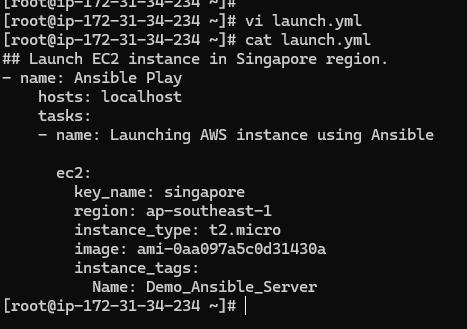 [root@ip-172-31-34-234 ~]#
[root@ip-172-31-34-234 ~]# vi launch.yml
[root@ip-172-31-34-234 ~]# cat launch.yml
## Launch EC2 instance in Singapore region.
- name: Ansible Play
    hosts: localhost
    tasks:
    - name: Launching AWS instance using Ansible

      ec2:
        key_name: singapore
        region: ap-southeast-1
        instance_type: t2.micro
        image: ami-0aa097a5c0d31430a
        instance_tags:
          Name: Demo_Ansible_Server
[root@ip-172-31-34-234 ~]#